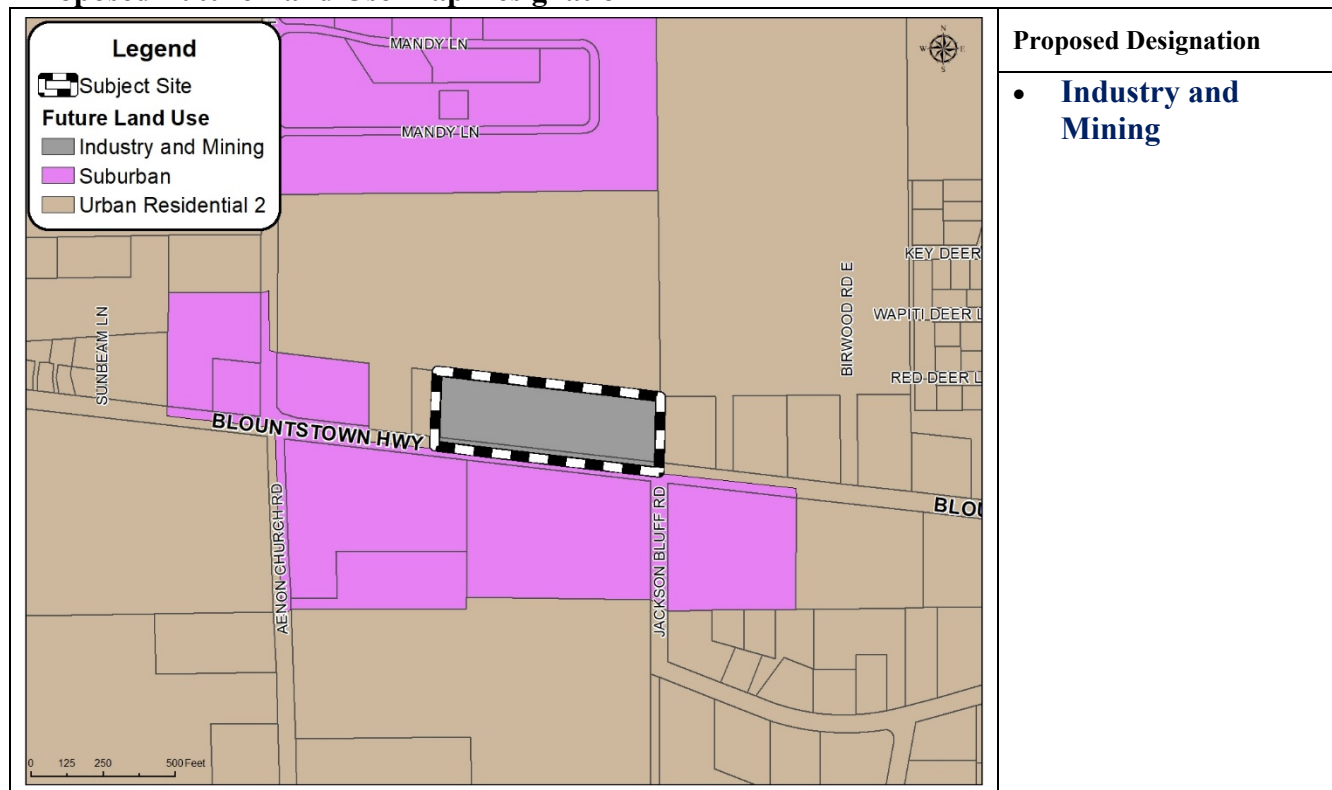 Legend
Subject Site
Future Land Use
Industry and Mining
Suburban
Urban Residential 2
MANDY LN
MANDY LN
N
W E
S
KEY DEER
WAPITI DEER L
RED DEER L
BIRWOOD RD E
SUNBEAM LN
BLOUNTSTOWN HWY
BLOU
AENON CHURCH RD
JACKSON BLUFF RD
0 125 250 500 Feet
Proposed Designation
• Industry and
Mining